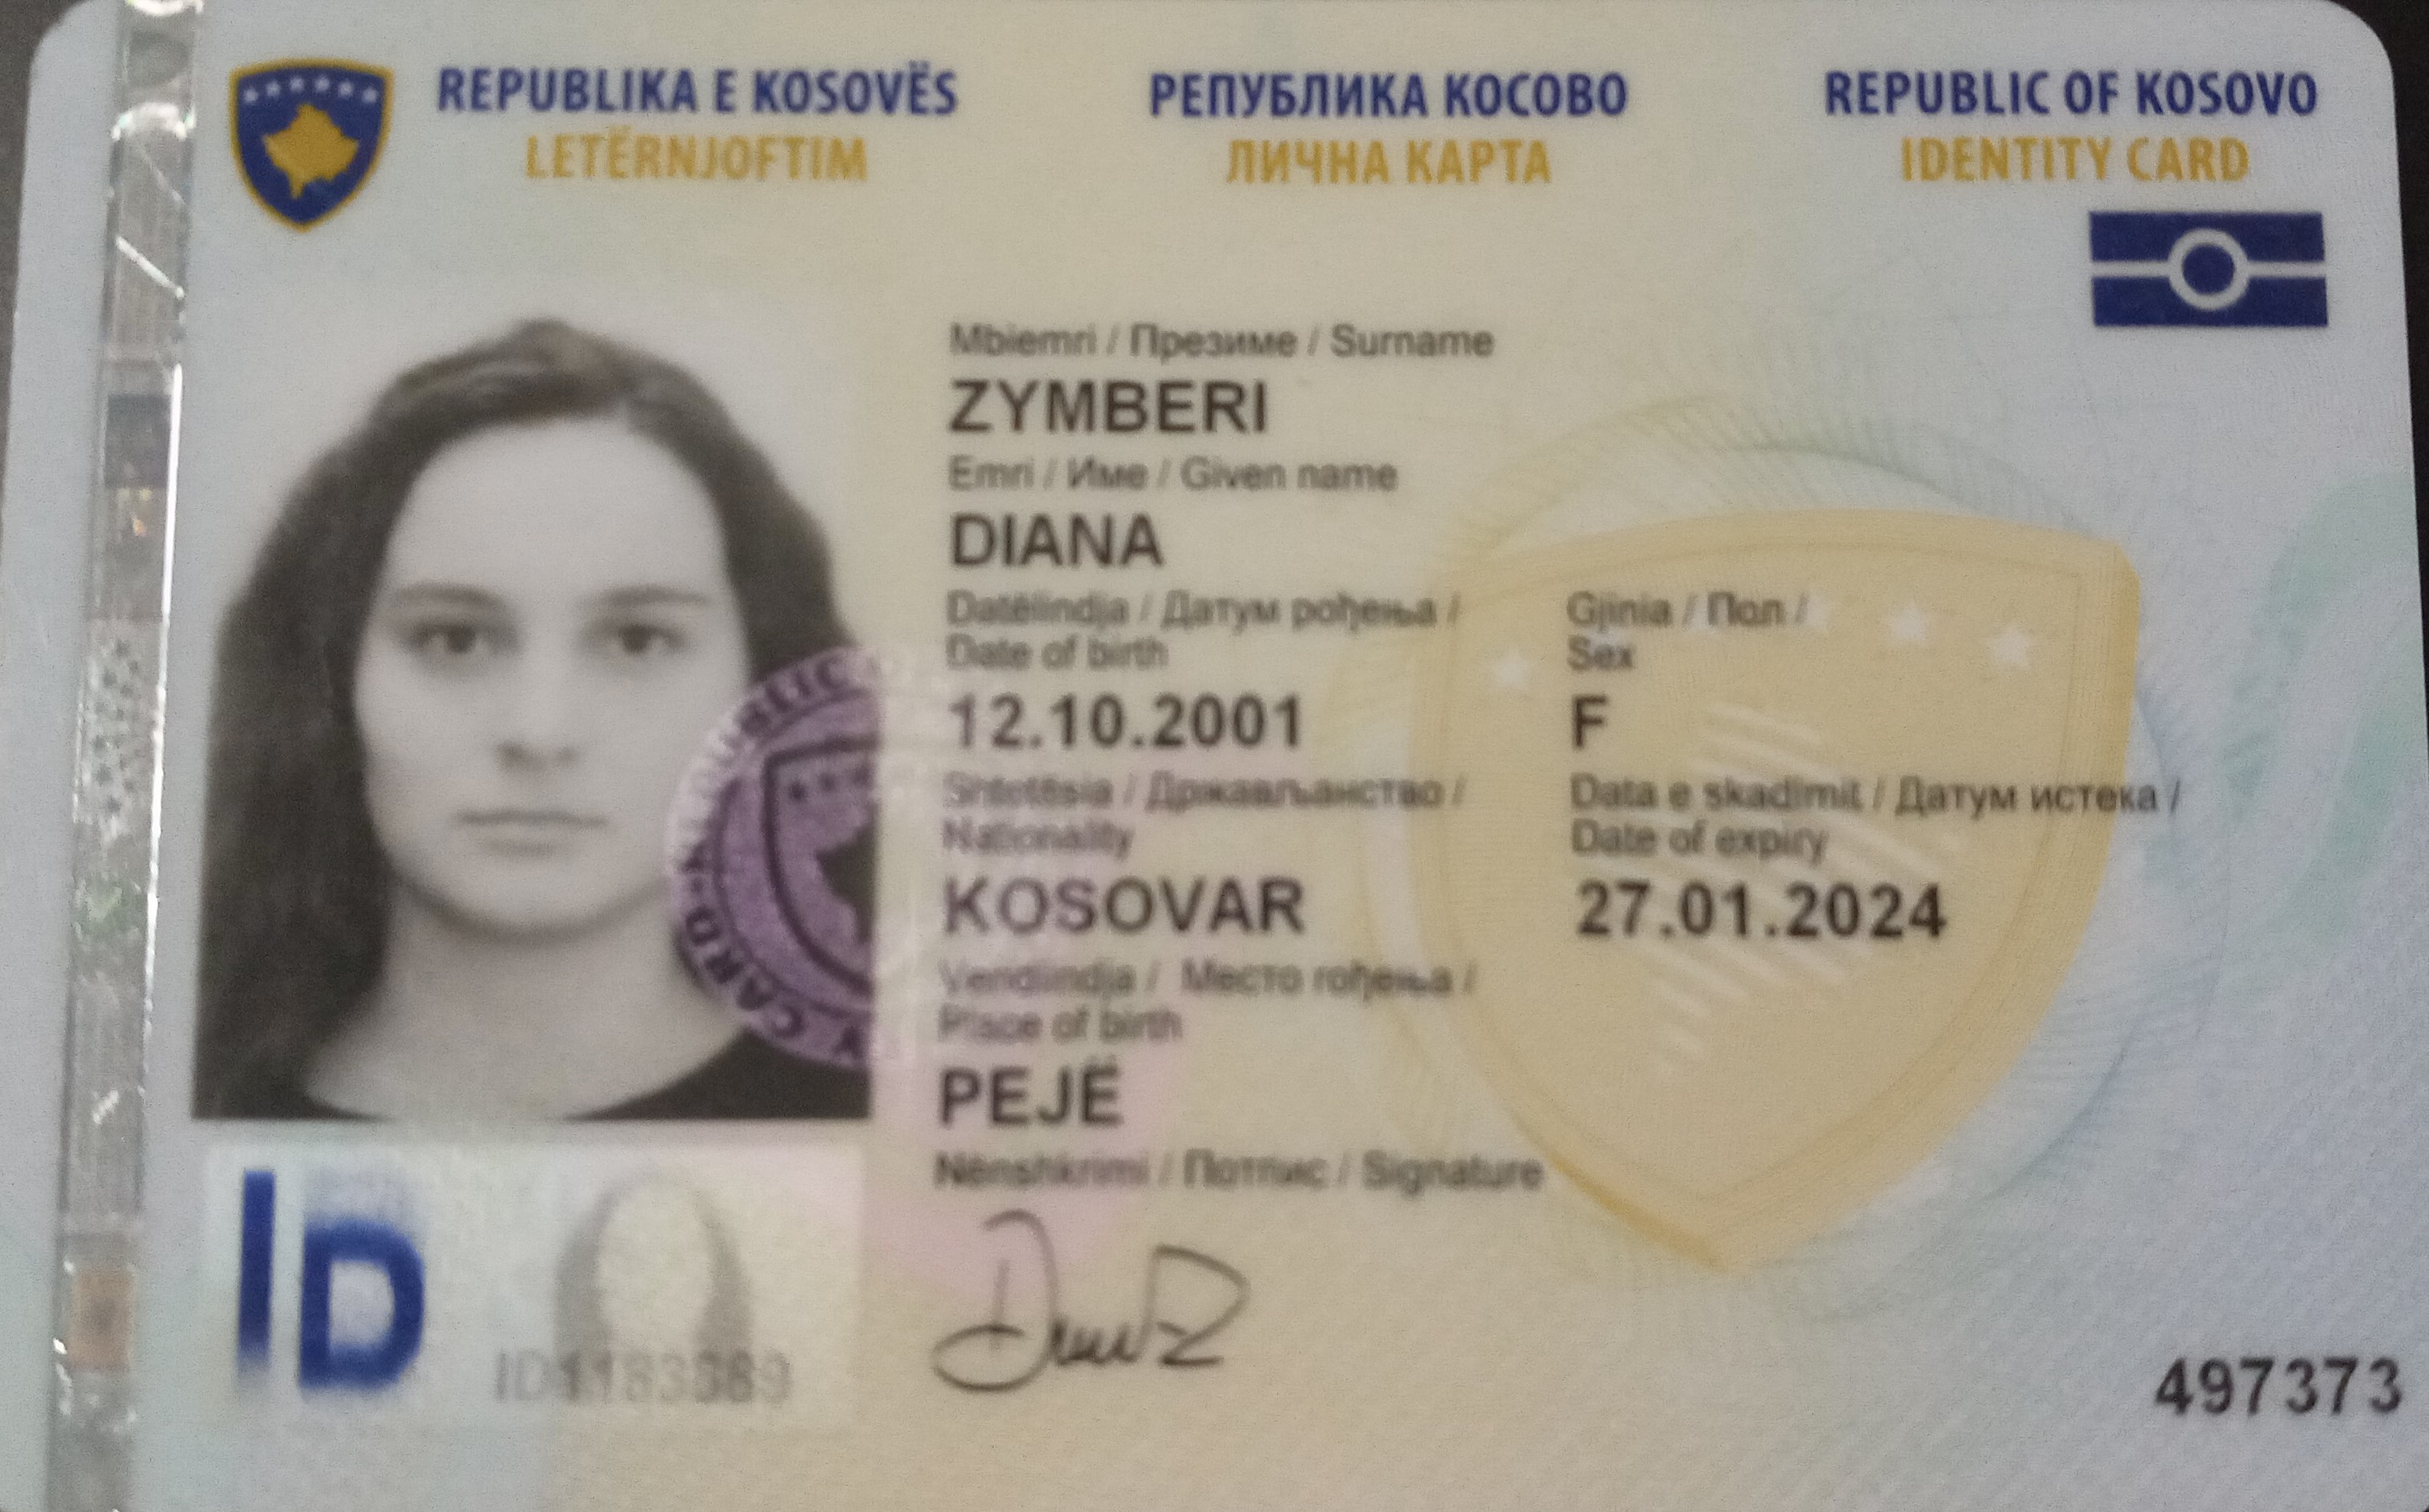 REPUBLIKA E KOSOVËS
LETËRNJOFTIM
РЕПУБЛИКА КОСОВО
ЛИЧНА КАРТА
REPUBLIC OF KOSOVO
IDENTITY CARD
Mbiemri / Презиме / Surname
ZYMBERI
Emri / Име / Given name
DIANA
Datëlindja / Датум рођења /
Date of birth
12.10.2001
Gjinia / Пол /
Sex
F
Shtetësia / Држављанство /
Nationality
KOSOVAR
Data e skadimit / Датум истека /
Date of expiry
27.01.2024
Vendlindja / Место rођења /
Place of birth
PEJË
Nënshkrimi / Потпис / Signature
ID
497373